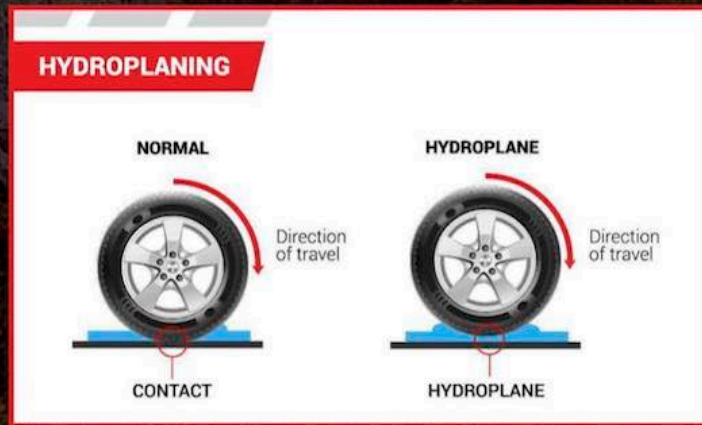 HYDROPLANING
NORMAL
Direction
of travel
CONTACT
HYDROPLANE
Direction
of travel
HYDROPLANE